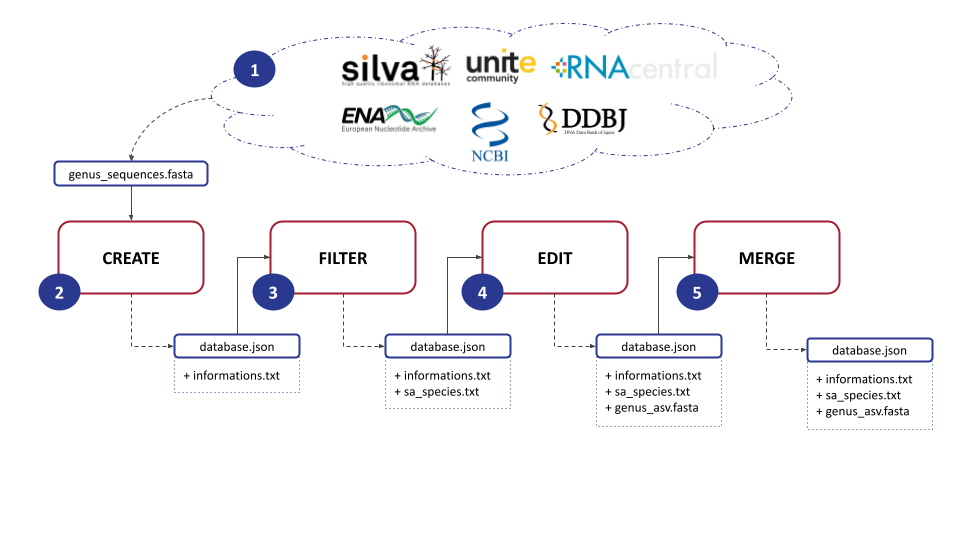 1
silva
high quality ribosomal RNA databases
unite
community
RNAcentral
ENA
European Nucleotide Archive
NCBI
DDBJ
DNA Data Bank of Japan
genus_sequences.fasta
CREATE
FILTER
EDIT
MERGE
2
3
4
5
database.json
+ informations.txt
database.json
+ informations.txt
+ sa_species.txt
database.json
+ informations.txt
+ sa_species.txt
+ genus_asv.fasta
database.json
+ informations.txt
+ sa_species.txt
+ genus_asv.fasta